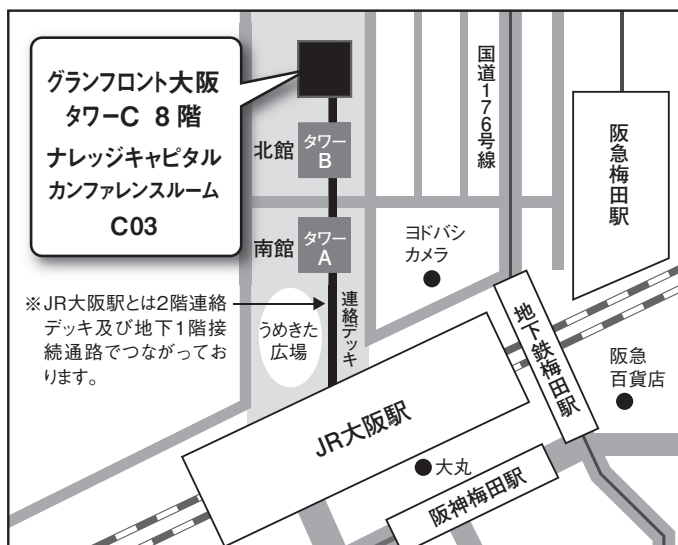 グランフロント大阪
タワーC 8階
ナレッジキャピタル
カンファレンスルーム
C03
北館
タワー
B
南館
タワー
A
※JR大阪駅とは2階連絡
デッキ及び地下1階接
続通路でつながってお
ります。
うめきた
広場
連絡デッキ
国道176号線
ヨドバシ
カメラ
阪急梅田駅
地下鉄梅田駅
阪急
百貨店
JR大阪駅
大丸
阪神梅田駅